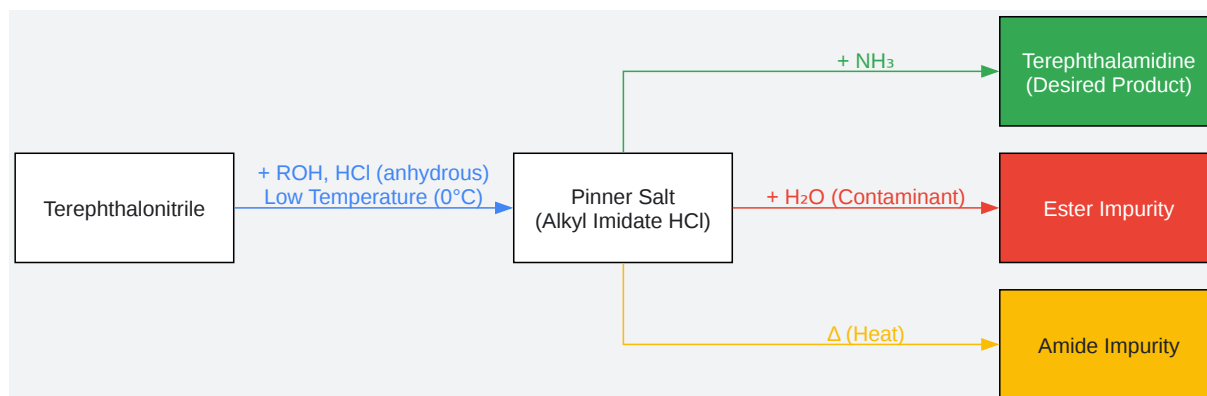 Terephthalonitrile
+ ROH, HCl (anhydrous)
Low Temperature (0°C)
Pinner Salt
(Alkyl Imidate HCl)
+ NH₃
Terephthalamidine
(Desired Product)
+ H₂O (Contaminant)
Ester Impurity
Δ (Heat)
Amide Impurity